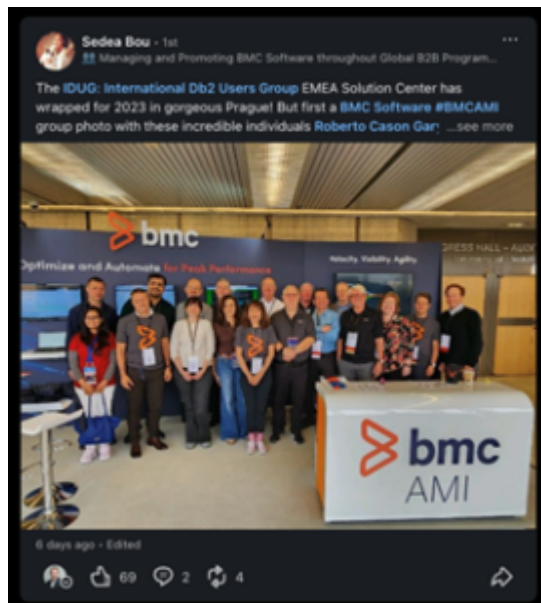 Sedea Bou · 1st
Managing and Promoting BMC Software throughout Global B2B Program...
The IDUG: International Db2 Users Group EMEA Solution Center has
wrapped for 2023 in gorgeous Prague! But first a BMC Software #BMCAMI
group photo with these incredible individuals Roberto Cason Gary ...see more
bmc
Optimize and Automate for Peak Performance
Velocity. Visibility. Agility.
bmc
AMI
6 days ago · Edited
69
2
4